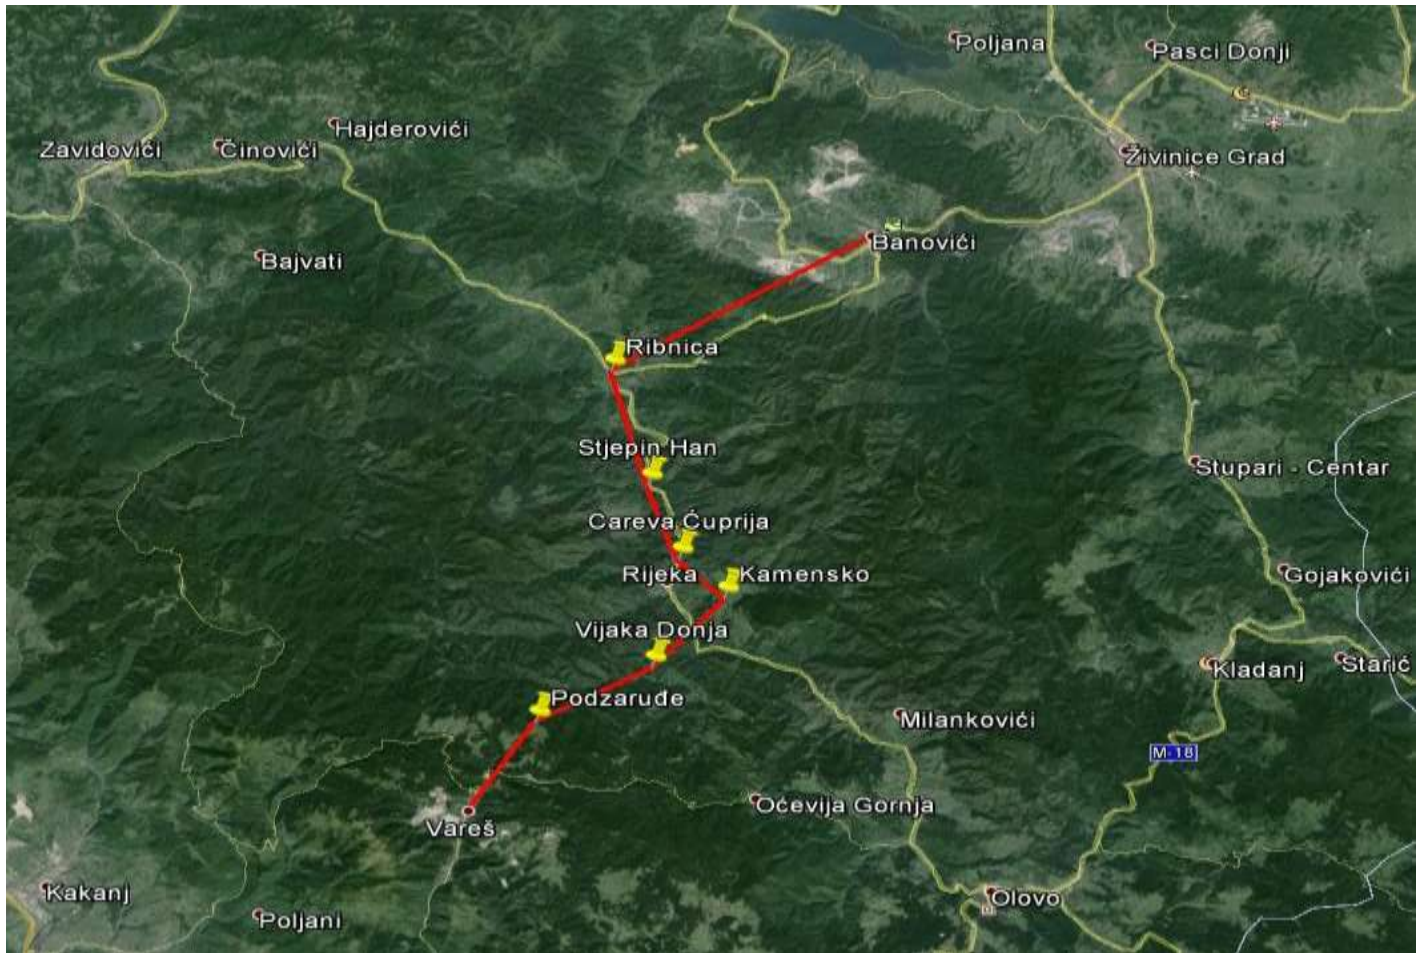 Poljana
Pasci Donji
Hajderovići
Zavidovići
Činovići
Živinice Grad
Banovići
Bajvati
Ribnica
Stjepin Han
Stupari - Centar
Careva Ćuprija
Rijeka
Kamensko
Gojakovići
Vijaka Donja
Kladanj
Starić
Podzaruđe
Milankovići
M-18
Oćevija Gornja
Vareš
Kakanj
Olovo
Poljani